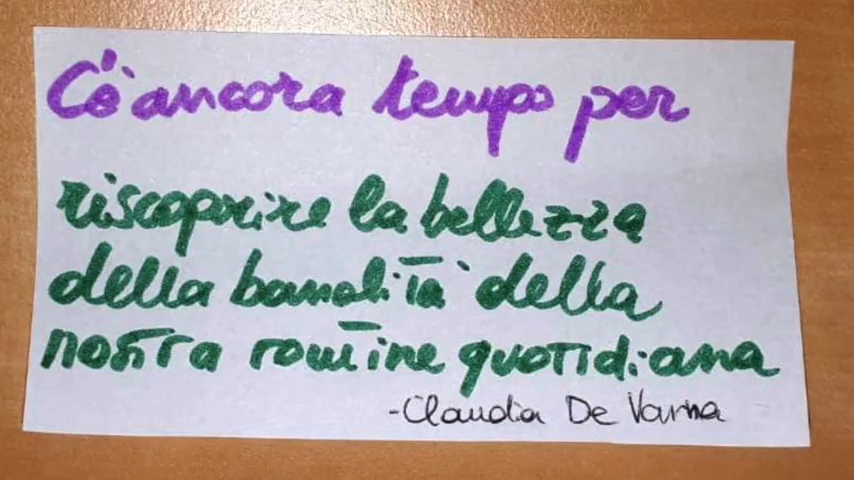 C'è ancora tempo per
riscoprire la bellezza
della banalità della
nostra routine quotidiana
-Claudia De Varna